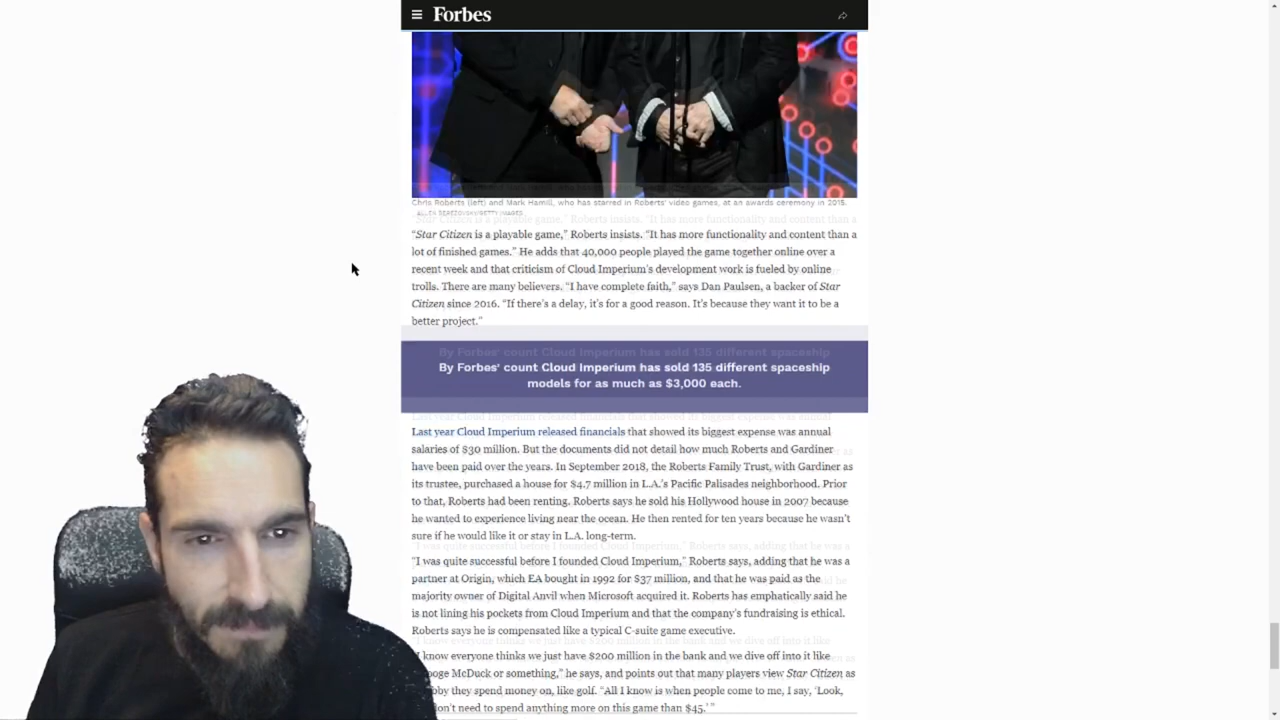 Forbes
Chris Roberts (left) and Mark Hamill, who has starred in Roberts' video games, at an awards ceremony in 2015.
ALLEN BEREZOVSKY/GETTY IMAGES
“Star Citizen is a playable game,” Roberts insists. “It has more functionality and content than a
lot of finished games.” He adds that 40,000 people played the game together online over a
recent week and that criticism of Cloud Imperium’s development work is fueled by online
trolls. There are many believers. “I have complete faith,” says Dan Paulsen, a backer of Star
Citizen since 2016. “If there’s a delay, it’s for a good reason. It’s because they want it to be a
better project.”
By Forbes' count Cloud Imperium has sold 135 different spaceship
models for as much as $3,000 each.
Last year Cloud Imperium released financials that showed its biggest expense was annual
salaries of $30 million. But the documents did not detail how much Roberts and Gardiner
have been paid over the years. In September 2018, the Roberts Family Trust, with Gardiner as
its trustee, purchased a house for $4.7 million in L.A.’s Pacific Palisades neighborhood. Prior
to that, Roberts had been renting. Roberts says he sold his Hollywood house in 2007 because
he wanted to experience living near the ocean. He then rented for ten years because he wasn’t
sure if he would like it or stay in L.A. long-term.
“I was quite successful before I founded Cloud Imperium,” Roberts says, adding that he was a
partner at Origin, which EA bought in 1992 for $37 million, and that he was paid as the
majority owner of Digital Anvil when Microsoft acquired it. Roberts has emphatically said he
is not lining his pockets from Cloud Imperium and that the company’s fundraising is ethical.
Roberts says he is compensated like a typical C-suite game executive.
I know everyone thinks we just have $200 million in the bank and we dive off into it like
ooge McDuck or something,” he says, and points out that many players view Star Citizen as
bby they spend money on, like golf. “All I know is when people come to me, I say, ‘Look,
on’t need to spend anything more on this game than $45.’”